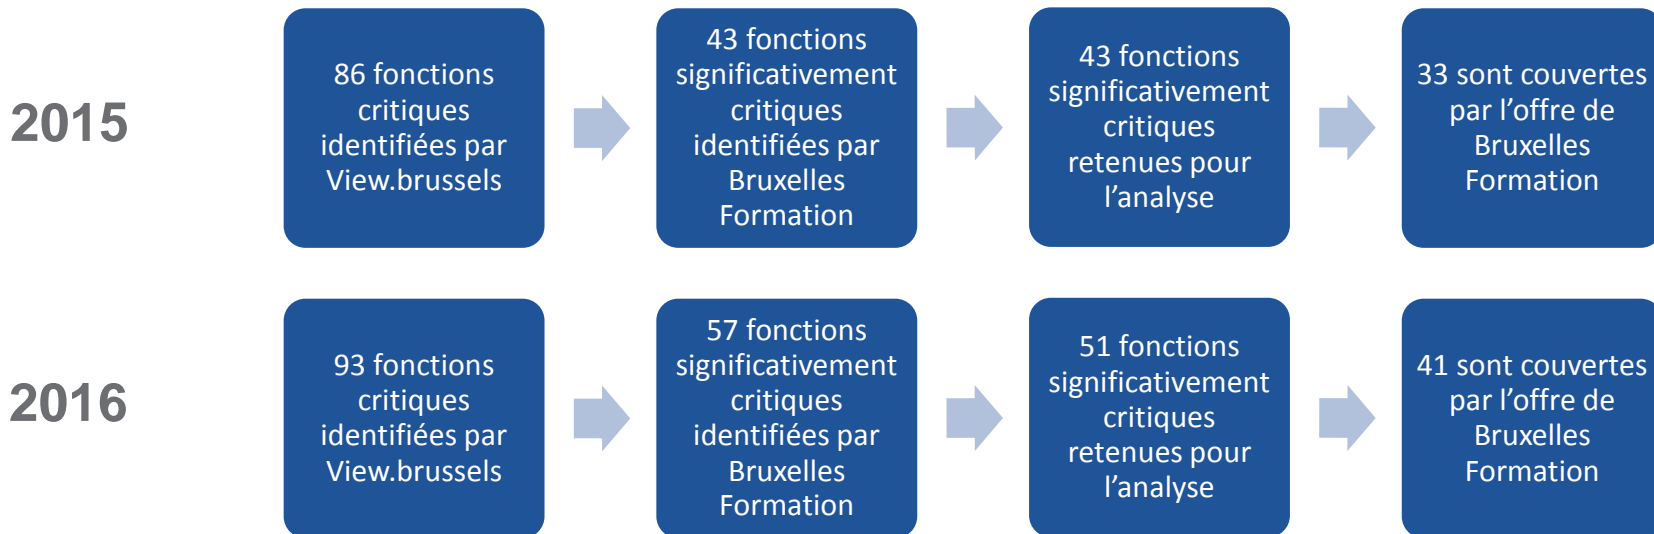 2015
86 fonctions
critiques
identifiées par
View.brussels
43 fonctions
significativement
critiques
identifiées par
Bruxelles
Formation
43 fonctions
significativement
critiques
retenues pour
l’analyse
33 sont couvertes
par l’offre de
Bruxelles
Formation
2016
93 fonctions
critiques
identifiées par
View.brussels
57 fonctions
significativement
critiques
identifiées par
Bruxelles
Formation
51 fonctions
significativement
critiques
retenues pour
l’analyse
41 sont couvertes
par l’offre de
Bruxelles
Formation